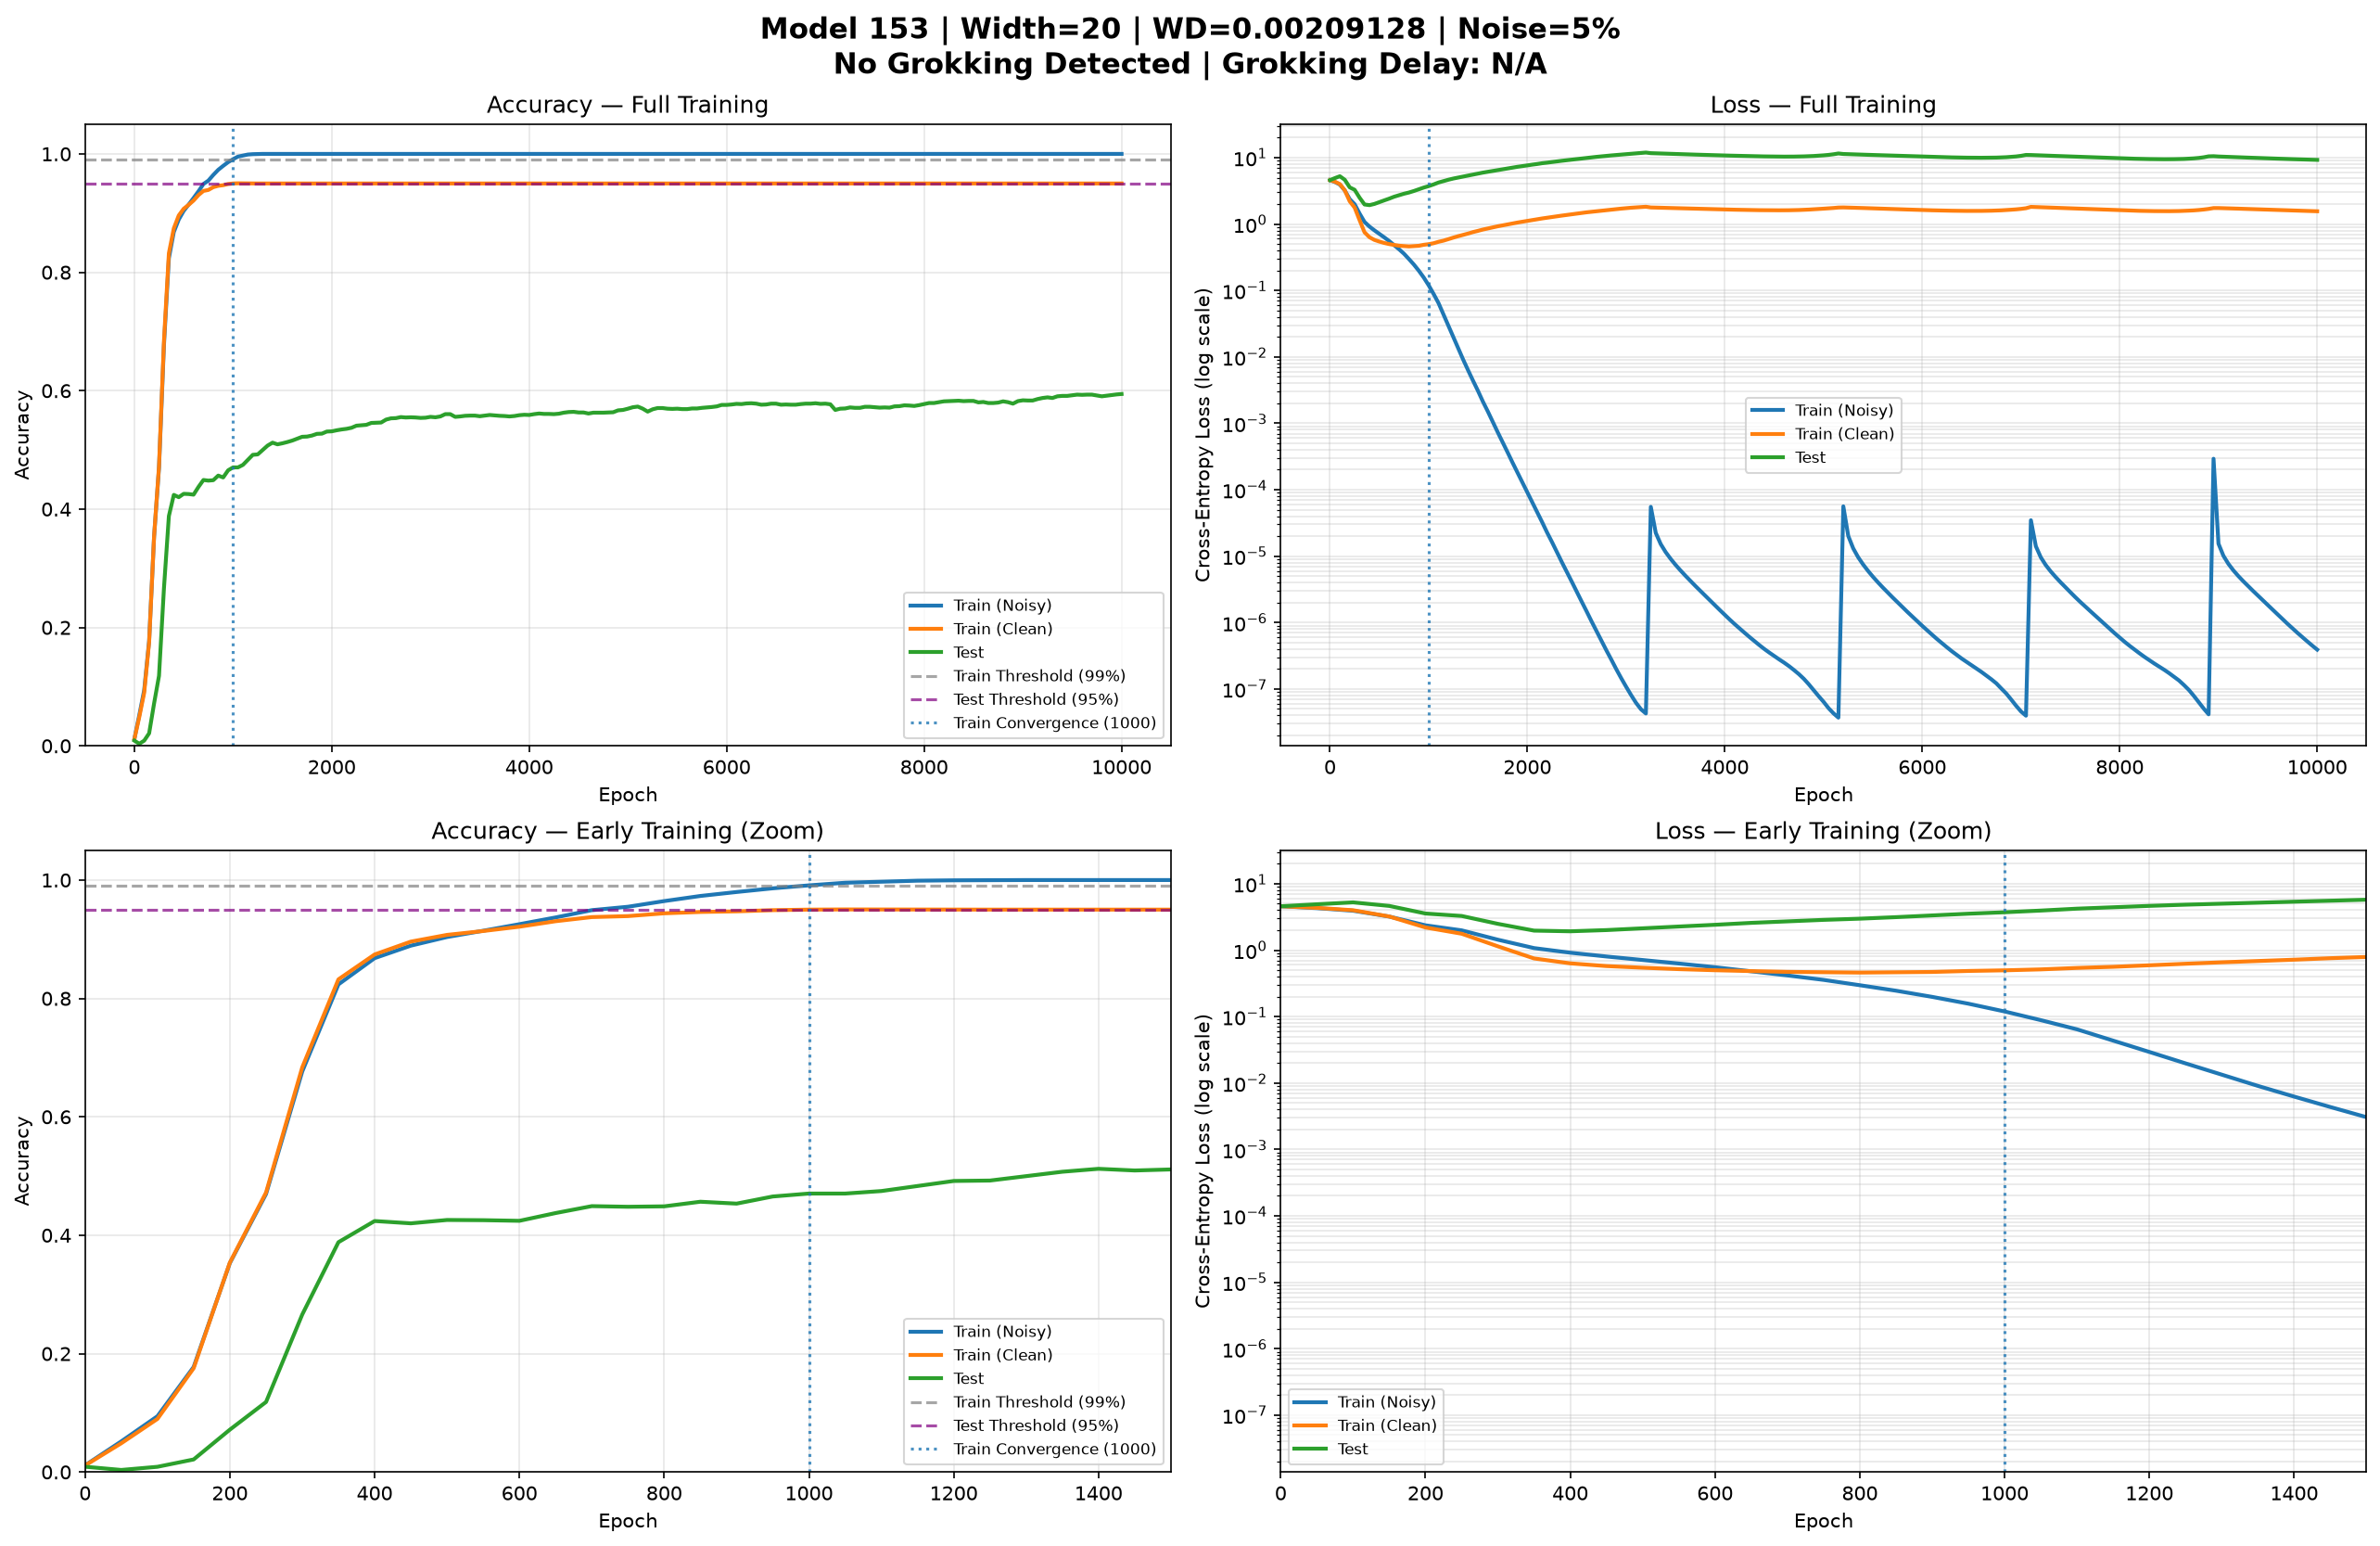 Model 153 | Width=20 | WD=0.00209128 | Noise=5%
No Grokking Detected | Grokking Delay: N/A
Accuracy — Full Training
1.0
0.8
0.6
0.4
0.2
0.0
Accuracy
0 2000 4000 6000 8000 10000
Epoch
Train (Noisy)
Train (Clean)
Test
Train Threshold (99%)
Test Threshold (95%)
Train Convergence (1000)
Loss — Full Training
10¹
10⁰
10⁻¹
10⁻²
10⁻³
10⁻⁴
10⁻⁵
10⁻⁶
10⁻⁷
Cross-Entropy Loss (log scale)
0 2000 4000 6000 8000 10000
Epoch
Train (Noisy)
Train (Clean)
Test
Accuracy — Early Training (Zoom)
1.0
0.8
0.6
0.4
0.2
0.0
Accuracy
0 200 400 600 800 1000 1200 1400
Epoch
Train (Noisy)
Train (Clean)
Test
Train Threshold (99%)
Test Threshold (95%)
Train Convergence (1000)
Loss — Early Training (Zoom)
10¹
10⁰
10⁻¹
10⁻²
10⁻³
10⁻⁴
10⁻⁵
10⁻⁶
10⁻⁷
Cross-Entropy Loss (log scale)
0 200 400 600 800 1000 1200 1400
Epoch
Train (Noisy)
Train (Clean)
Test